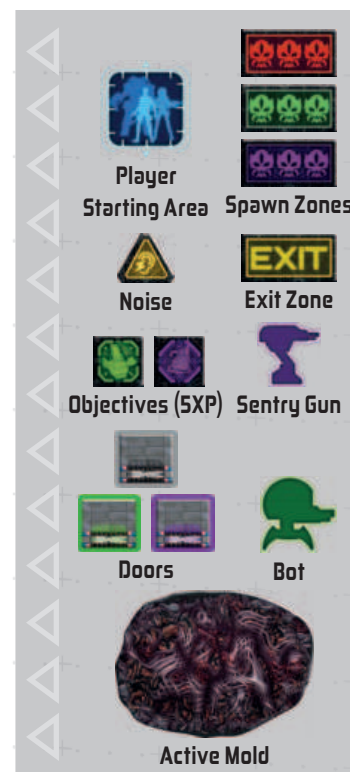 Player
Starting Area
Spawn Zones
Noise
EXIT
Exit Zone
Objectives (5XP)
Sentry Gun
Doors
Bot
Active Mold